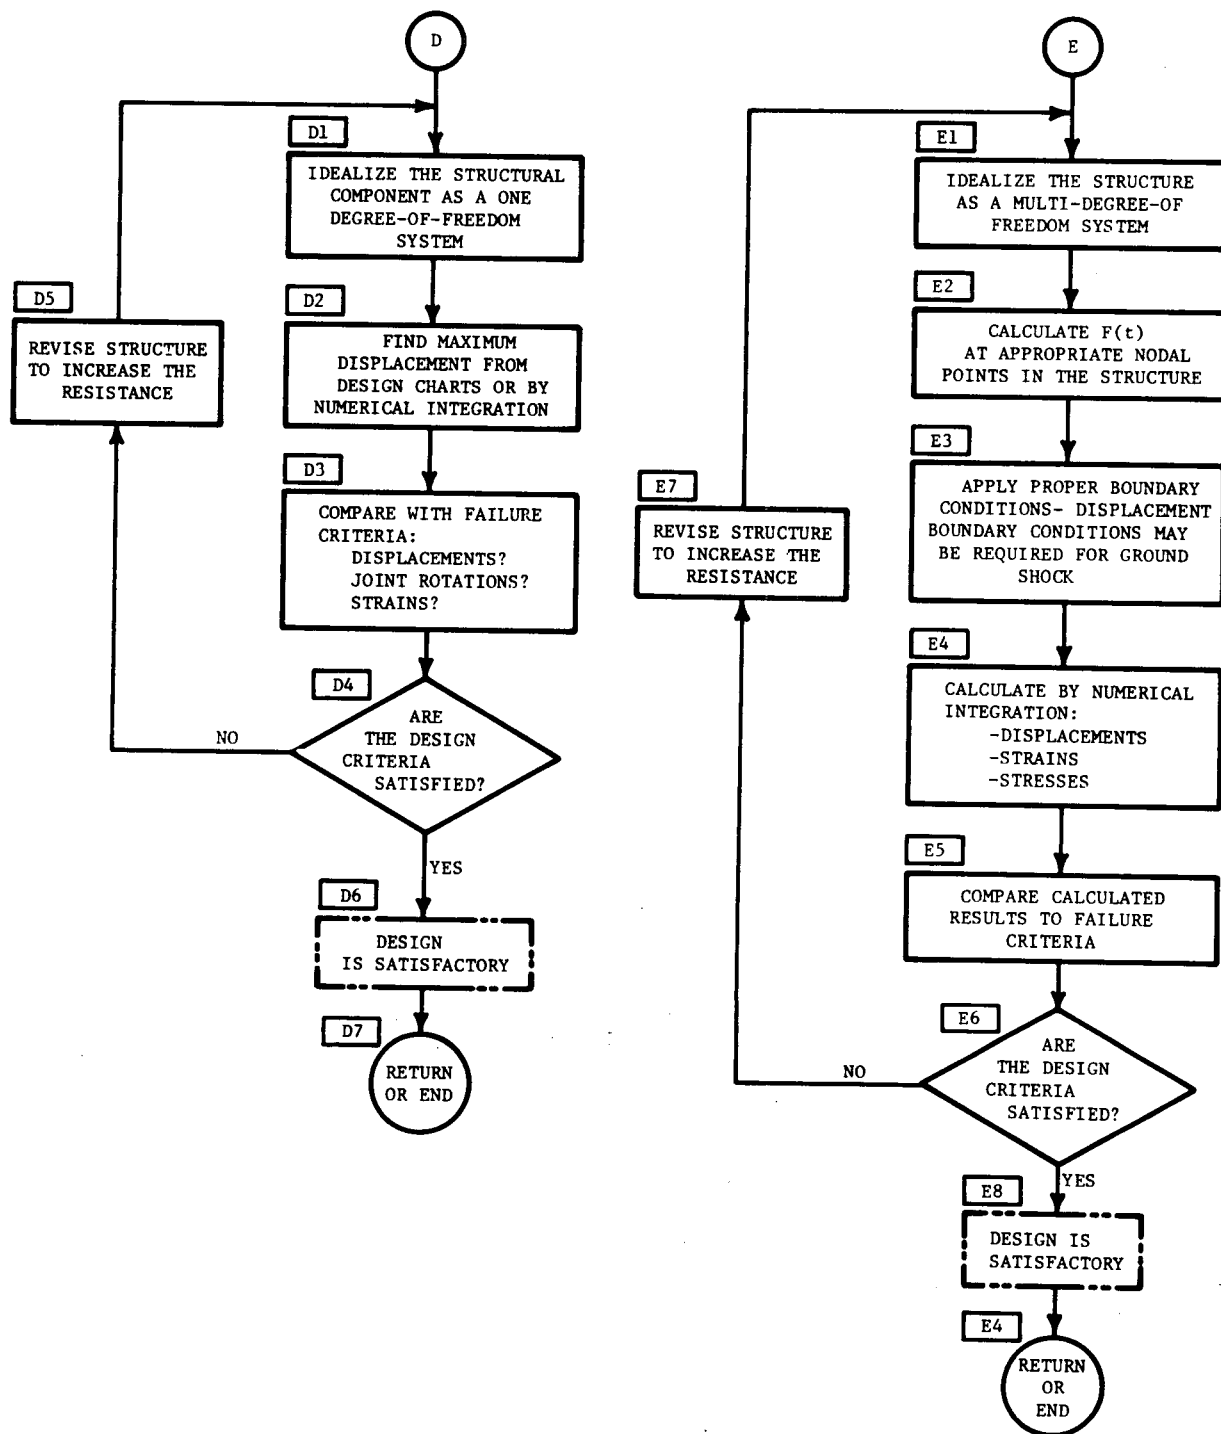 D
D1
IDEALIZE THE STRUCTURAL
COMPONENT AS A ONE
DEGREE-OF-FREEDOM
SYSTEM
D2
FIND MAXIMUM
DISPLACEMENT FROM
DESIGN CHARTS OR BY
NUMERICAL INTEGRATION
D5
REVISE STRUCTURE
TO INCREASE THE
RESISTANCE
D3
COMPARE WITH FAILURE
CRITERIA:
DISPLACEMENTS?
JOINT ROTATIONS?
STRAINS?
D4
ARE
THE DESIGN
CRITERIA
SATISFIED?
NO
YES
D6
DESIGN
IS SATISFACTORY
D7
RETURN
OR END
E
E1
IDEALIZE THE STRUCTURE
AS A MULTI-DEGREE-OF
FREEDOM SYSTEM
E2
CALCULATE F(t)
AT APPROPRIATE NODAL
POINTS IN THE STRUCTURE
E3
APPLY PROPER BOUNDARY
CONDITIONS- DISPLACEMENT
BOUNDARY CONDITIONS MAY
BE REQUIRED FOR GROUND
SHOCK
E7
REVISE STRUCTURE
TO INCREASE THE
RESISTANCE
E4
CALCULATE BY NUMERICAL
INTEGRATION:
-DISPLACEMENTS
-STRAINS
-STRESSES
E5
COMPARE CALCULATED
RESULTS TO FAILURE
CRITERIA
E6
ARE
THE DESIGN
CRITERIA
SATISFIED?
NO
YES
E8
DESIGN IS
SATISFACTORY
E4
RETURN
OR
END